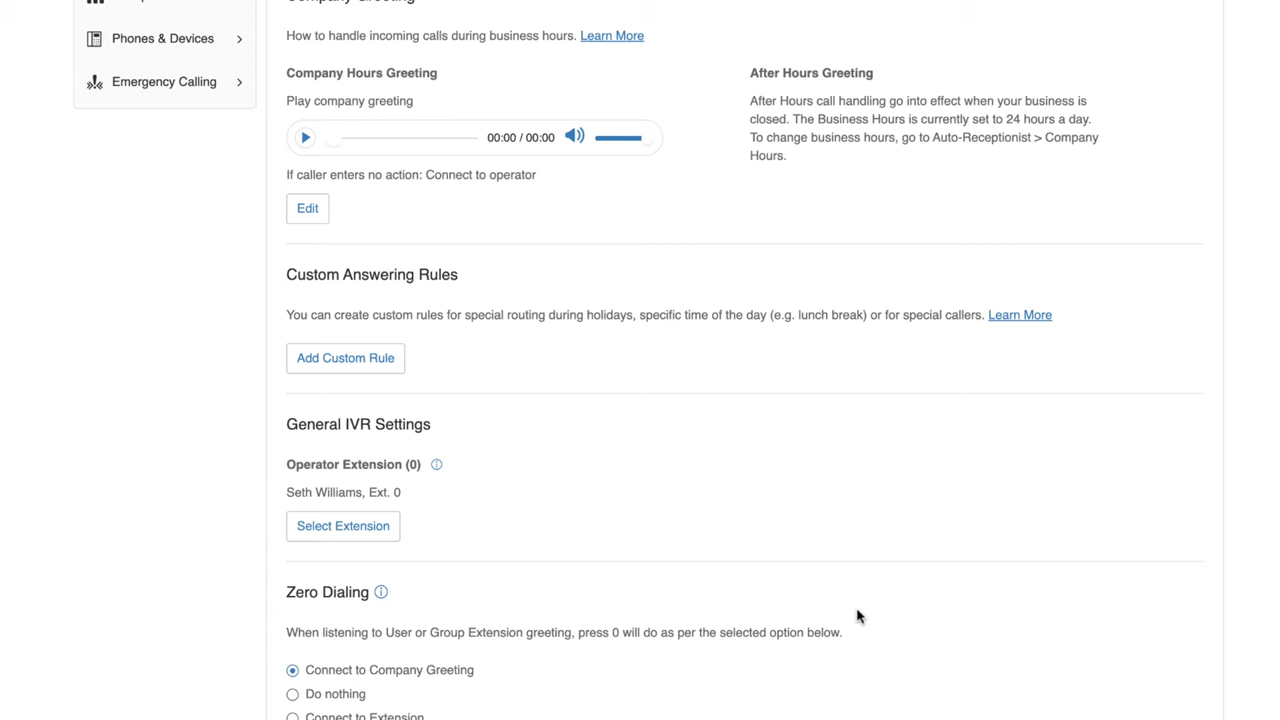 Company Greeting
Phones & Devices
Emergency Calling
How to handle incoming calls during business hours. Learn More
Company Hours Greeting
Play company greeting
00:00 / 00:00
If caller enters no action: Connect to operator
Edit
After Hours Greeting
After Hours call handling go into effect when your business is
closed. The Business Hours is currently set to 24 hours a day.
To change business hours, go to Auto-Receptionist > Company
Hours.
Custom Answering Rules
You can create custom rules for special routing during holidays, specific time of the day (e.g. lunch break) or for special callers. Learn More
Add Custom Rule
General IVR Settings
Operator Extension (0)
Seth Williams, Ext. 0
Select Extension
Zero Dialing
When listening to User or Group Extension greeting, press 0 will do as per the selected option below.
Connect to Company Greeting
Do nothing
Connect to Extension